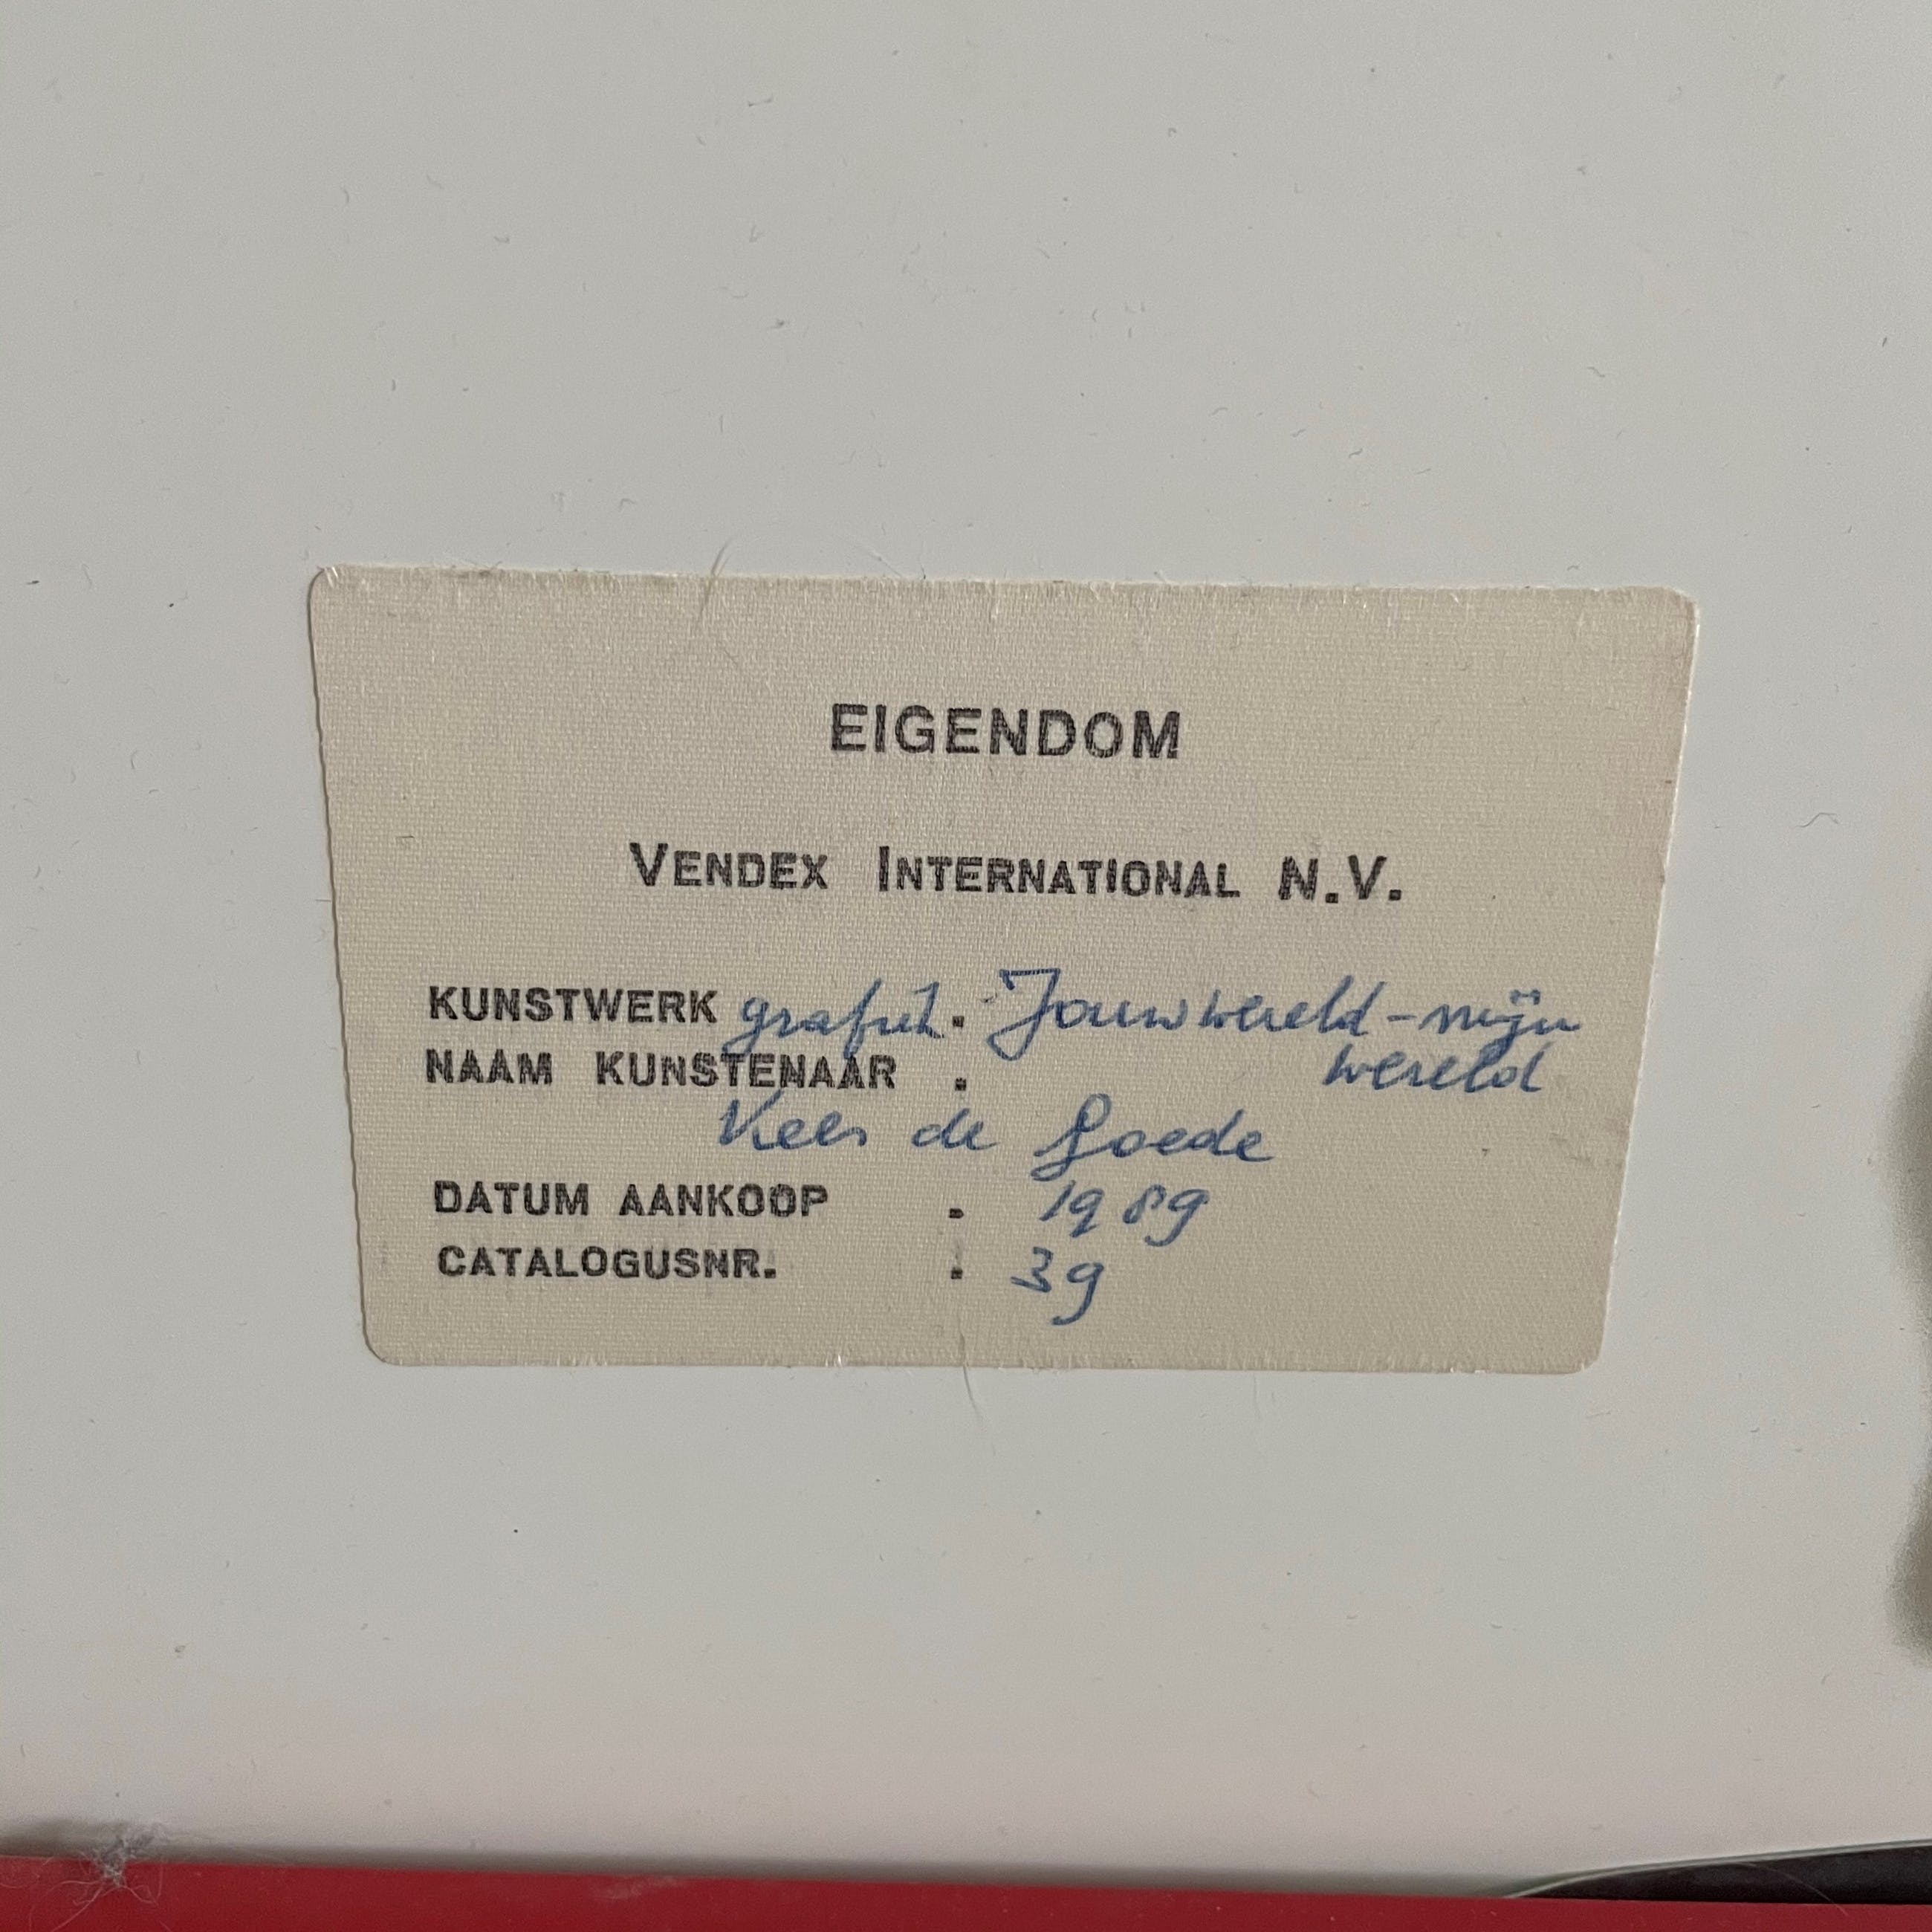 EIGENDOM
VENDEX INTERNATIONAL N.V.
KUNSTWERK grafiek. Jouw wereld - mijn
NAAM KUNSTENAAR . wereld
Kees de Goede
DATUM AANKOOP . 1989
CATALOGUSNR. . 39